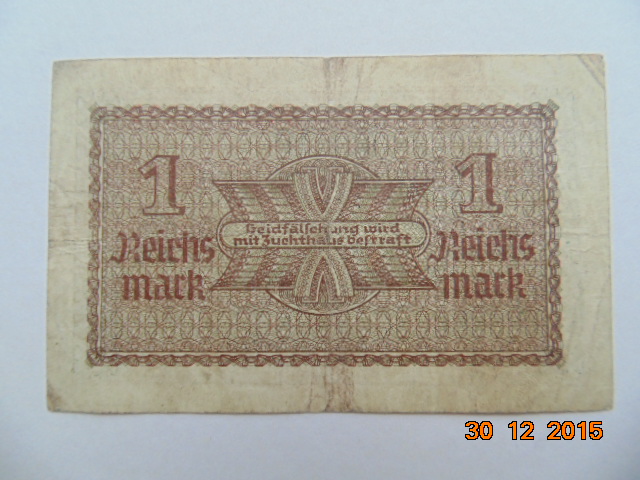 1
Reichs
mark
Geldfälschung wird
mit Zuchthaus bestraft
1
Reichs
mark
30 12 2015